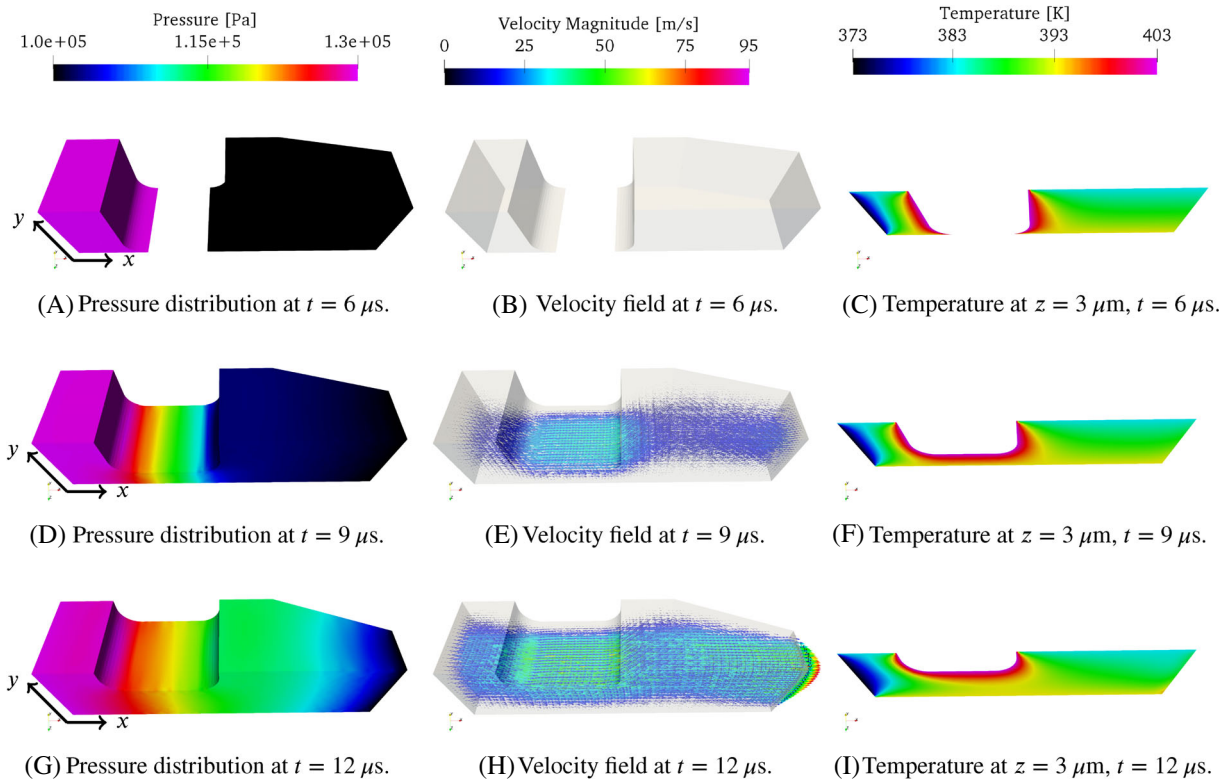 Pressure [Pa]
1.0e+05 1.15e+5 1.3e+05
Velocity Magnitude [m/s]
0 25 50 75 95
Temperature [K]
373 383 393 403
y
x
(A) Pressure distribution at t = 6 μs.
(B) Velocity field at t = 6 μs.
(C) Temperature at z = 3 μm, t = 6 μs.
y
x
(D) Pressure distribution at t = 9 μs.
(E) Velocity field at t = 9 μs.
(F) Temperature at z = 3 μm, t = 9 μs.
y
x
(G) Pressure distribution at t = 12 μs.
(H) Velocity field at t = 12 μs.
(I) Temperature at z = 3 μm, t = 12 μs.